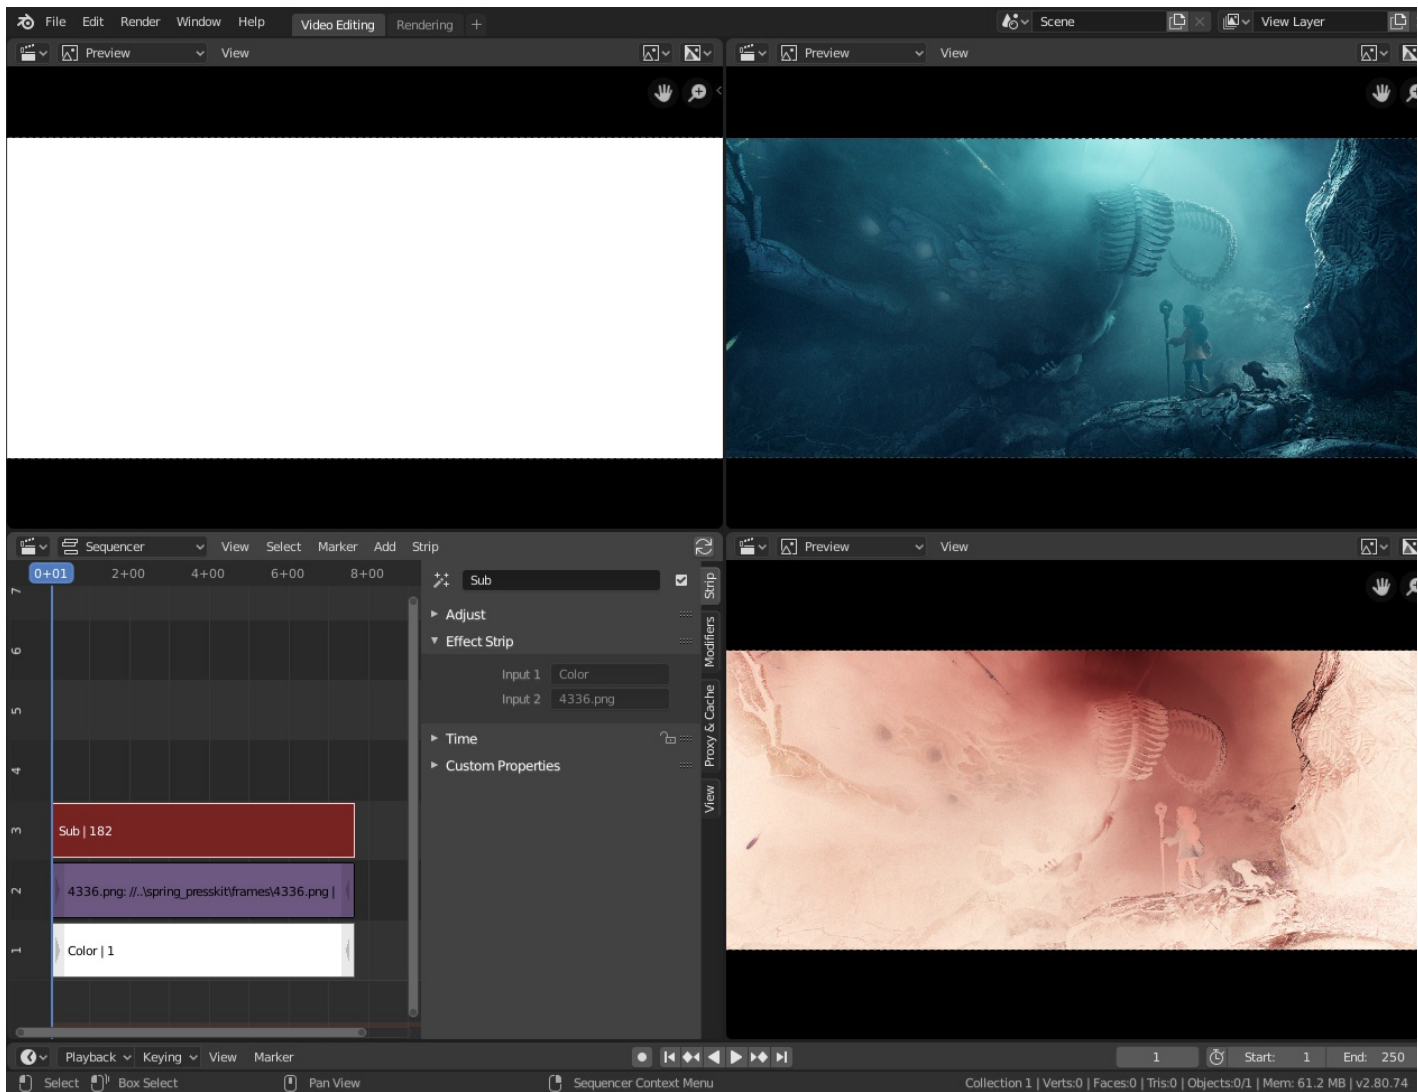 File Edit Render Window Help Video Editing Rendering + Scene View Layer
Preview View
Preview View
Sequencer View Select Marker Add Strip
Preview View
0+01 2+00 4+00 6+00 8+00
Sub
Adjust
Effect Strip
Input 1 Color
Input 2 4336.png
Time
Custom Properties
Strip
Modifiers
Proxy & Cache
View
7
6
5
4
3
2
1
Sub | 182
4336.png: //..\spring_presskit\frames\4336.png |
Color | 1
Playback Keying View Marker 1 Start: 1 End: 250
Select Box Select Pan View Sequencer Context Menu Collection 1 | Verts:0 | Faces:0 | Tris:0 | Objects:0/1 | Mem: 61.2 MB | v2.80.74